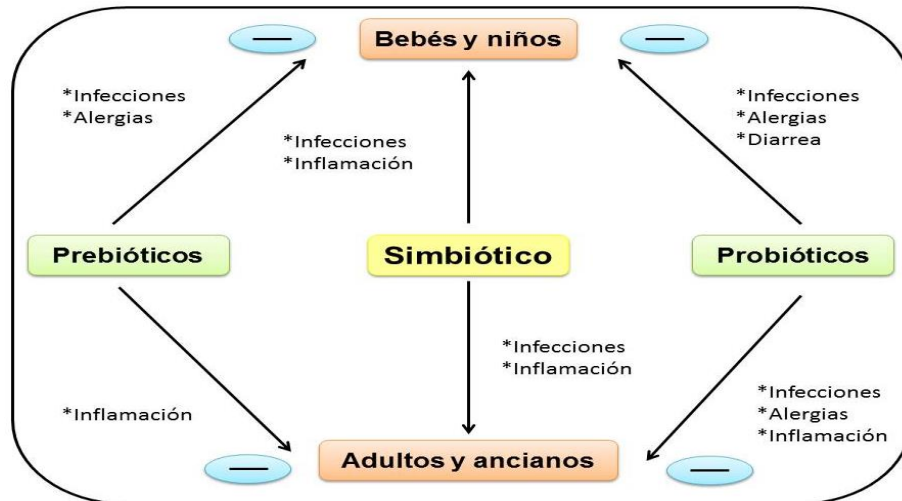 Bebés y niños
*Infecciones
*Alergias
*Infecciones
*Inflamación
*Infecciones
*Alergias
*Diarrea
Prebióticos
Simbiótico
Probióticos
*Inflamación
*Infecciones
*Inflamación
*Infecciones
*Alergias
*Inflamación
Adultos y ancianos